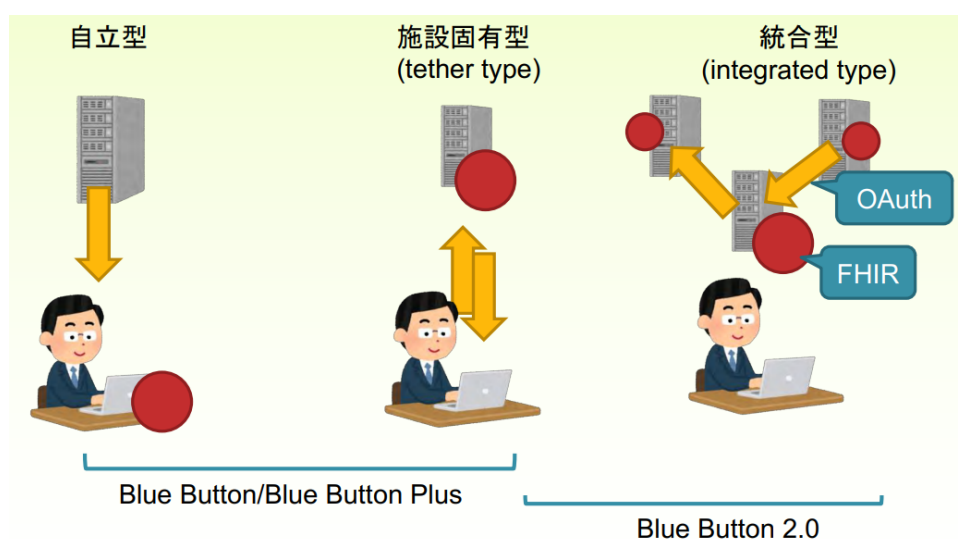 自立型
施設固有型
(tether type)
統合型
(integrated type)
OAuth
FHIR
Blue Button/Blue Button Plus
Blue Button 2.0